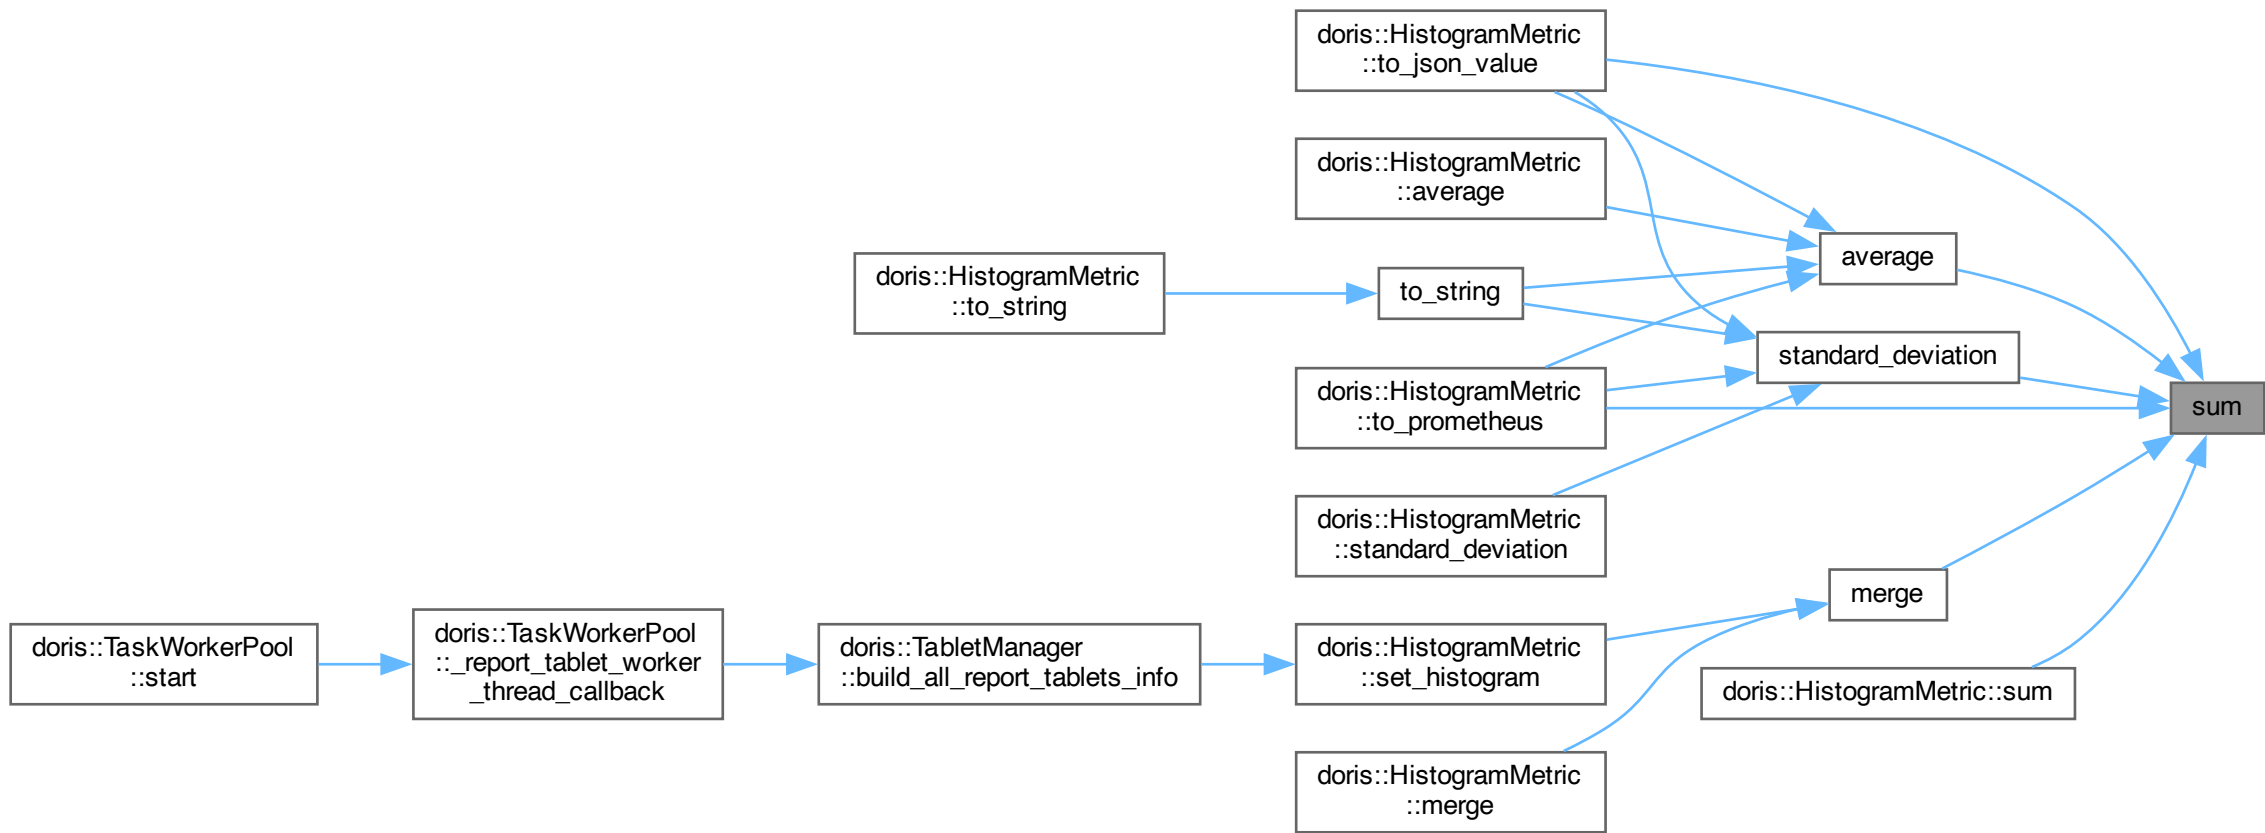 doris::HistogramMetric
::to_json_value
doris::HistogramMetric
::average
average
doris::HistogramMetric
::to_string
to_string
standard_deviation
doris::HistogramMetric
::to_prometheus
sum
doris::HistogramMetric
::standard_deviation
merge
doris::TaskWorkerPool
::start
doris::TaskWorkerPool
::_report_tablet_worker
_thread_callback
doris::TabletManager
::build_all_report_tablets_info
doris::HistogramMetric
::set_histogram
doris::HistogramMetric::sum
doris::HistogramMetric
::merge